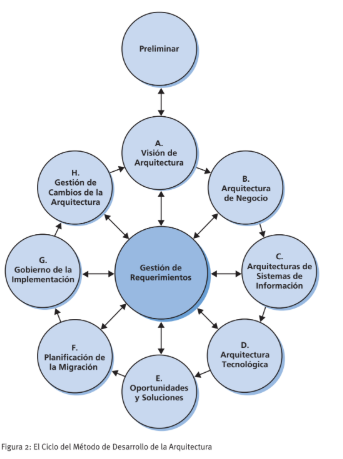 Preliminar
A.
Visión de
Arquitectura
H.
Gestión de
Cambios de la
Arquitectura
B.
Arquitectura
de Negocio
G.
Gobierno de la
Implementación
Gestión de
Requerimientos
C.
Arquitecturas de
Sistemas de
Información
F.
Planificación de
la Migración
D.
Arquitectura
Tecnológica
E.
Oportunidades
y Soluciones
Figura 2: El Ciclo del Método de Desarrollo de la Arquitectura